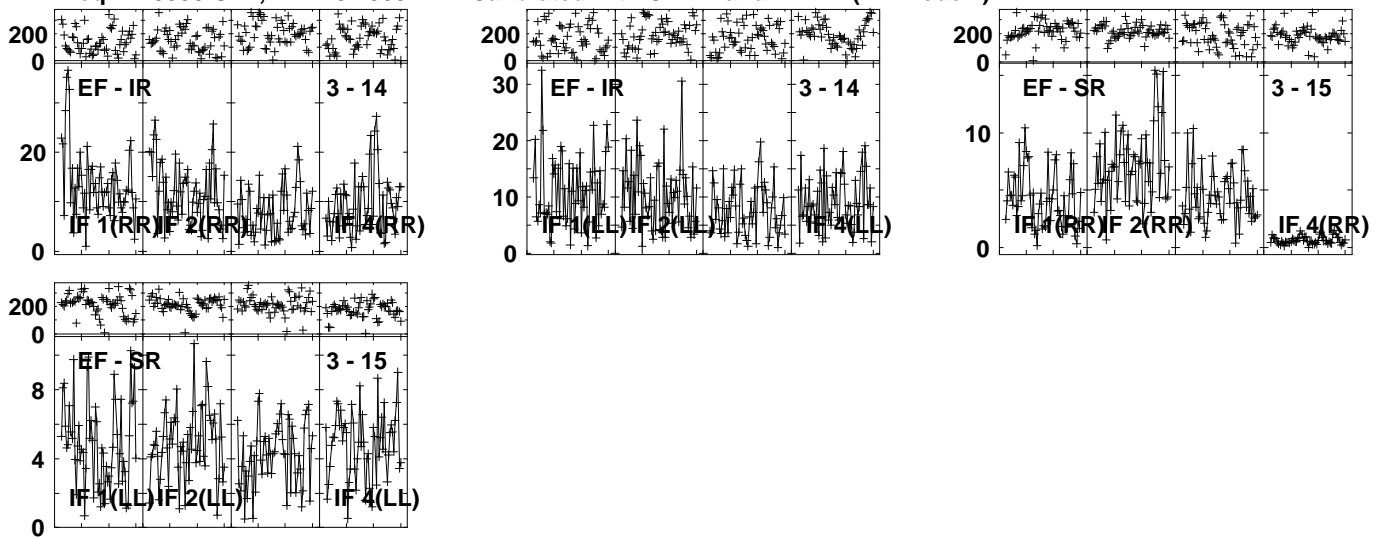 200
0
EF - IR
3 - 14
20
IF 1(RR)
IF 2(RR)
IF 4(RR)
0
200
0
30
EF - IR
3 - 14
20
10
IF 1(LL)
IF 2(LL)
IF 4(LL)
0
200
0
EF - SR
3 - 15
10
IF 1(RR)
IF 2(RR)
IF 4(RR)
0
200
0
EF - SR
3 - 15
8
4
IF 1(LL)
IF 2(LL)
IF 4(LL)
0